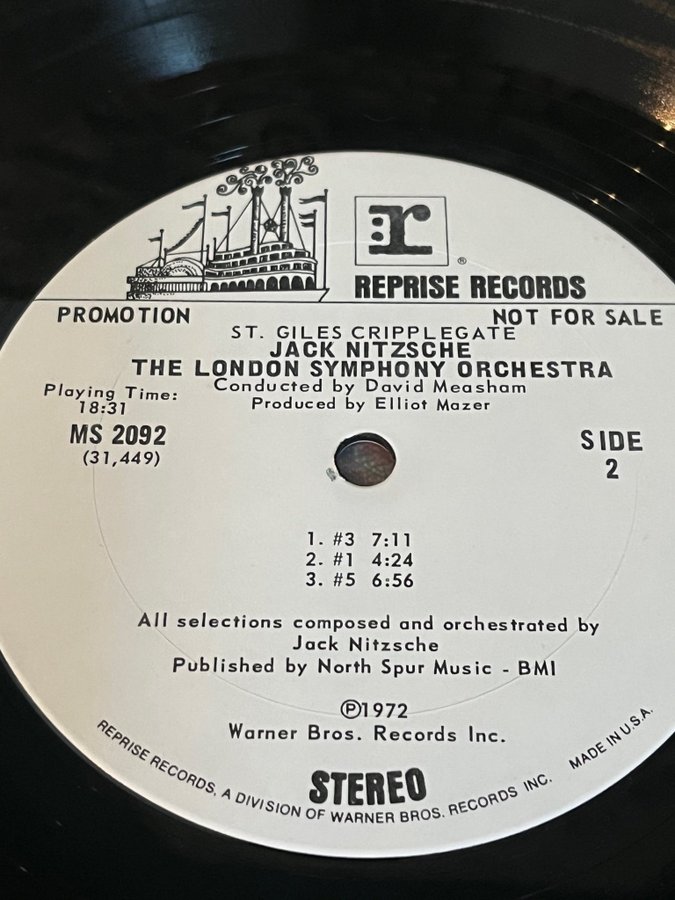 r
®
REPRISE RECORDS
PROMOTION NOT FOR SALE
ST. GILES CRIPPLEGATE
JACK NITZSCHE
THE LONDON SYMPHONY ORCHESTRA
Conducted by David Measham
Produced by Elliot Mazer
Playing Time:
18:31
MS 2092
(31,449)
SIDE
2
1. #3 7:11
2. #1 4:24
3. #5 6:56
All selections composed and orchestrated by
Jack Nitzsche
Published by North Spur Music - BMI
℗1972
Warner Bros. Records Inc.
STEREO
REPRISE RECORDS, A DIVISION OF WARNER BROS. RECORDS INC. MADE IN U.S.A.